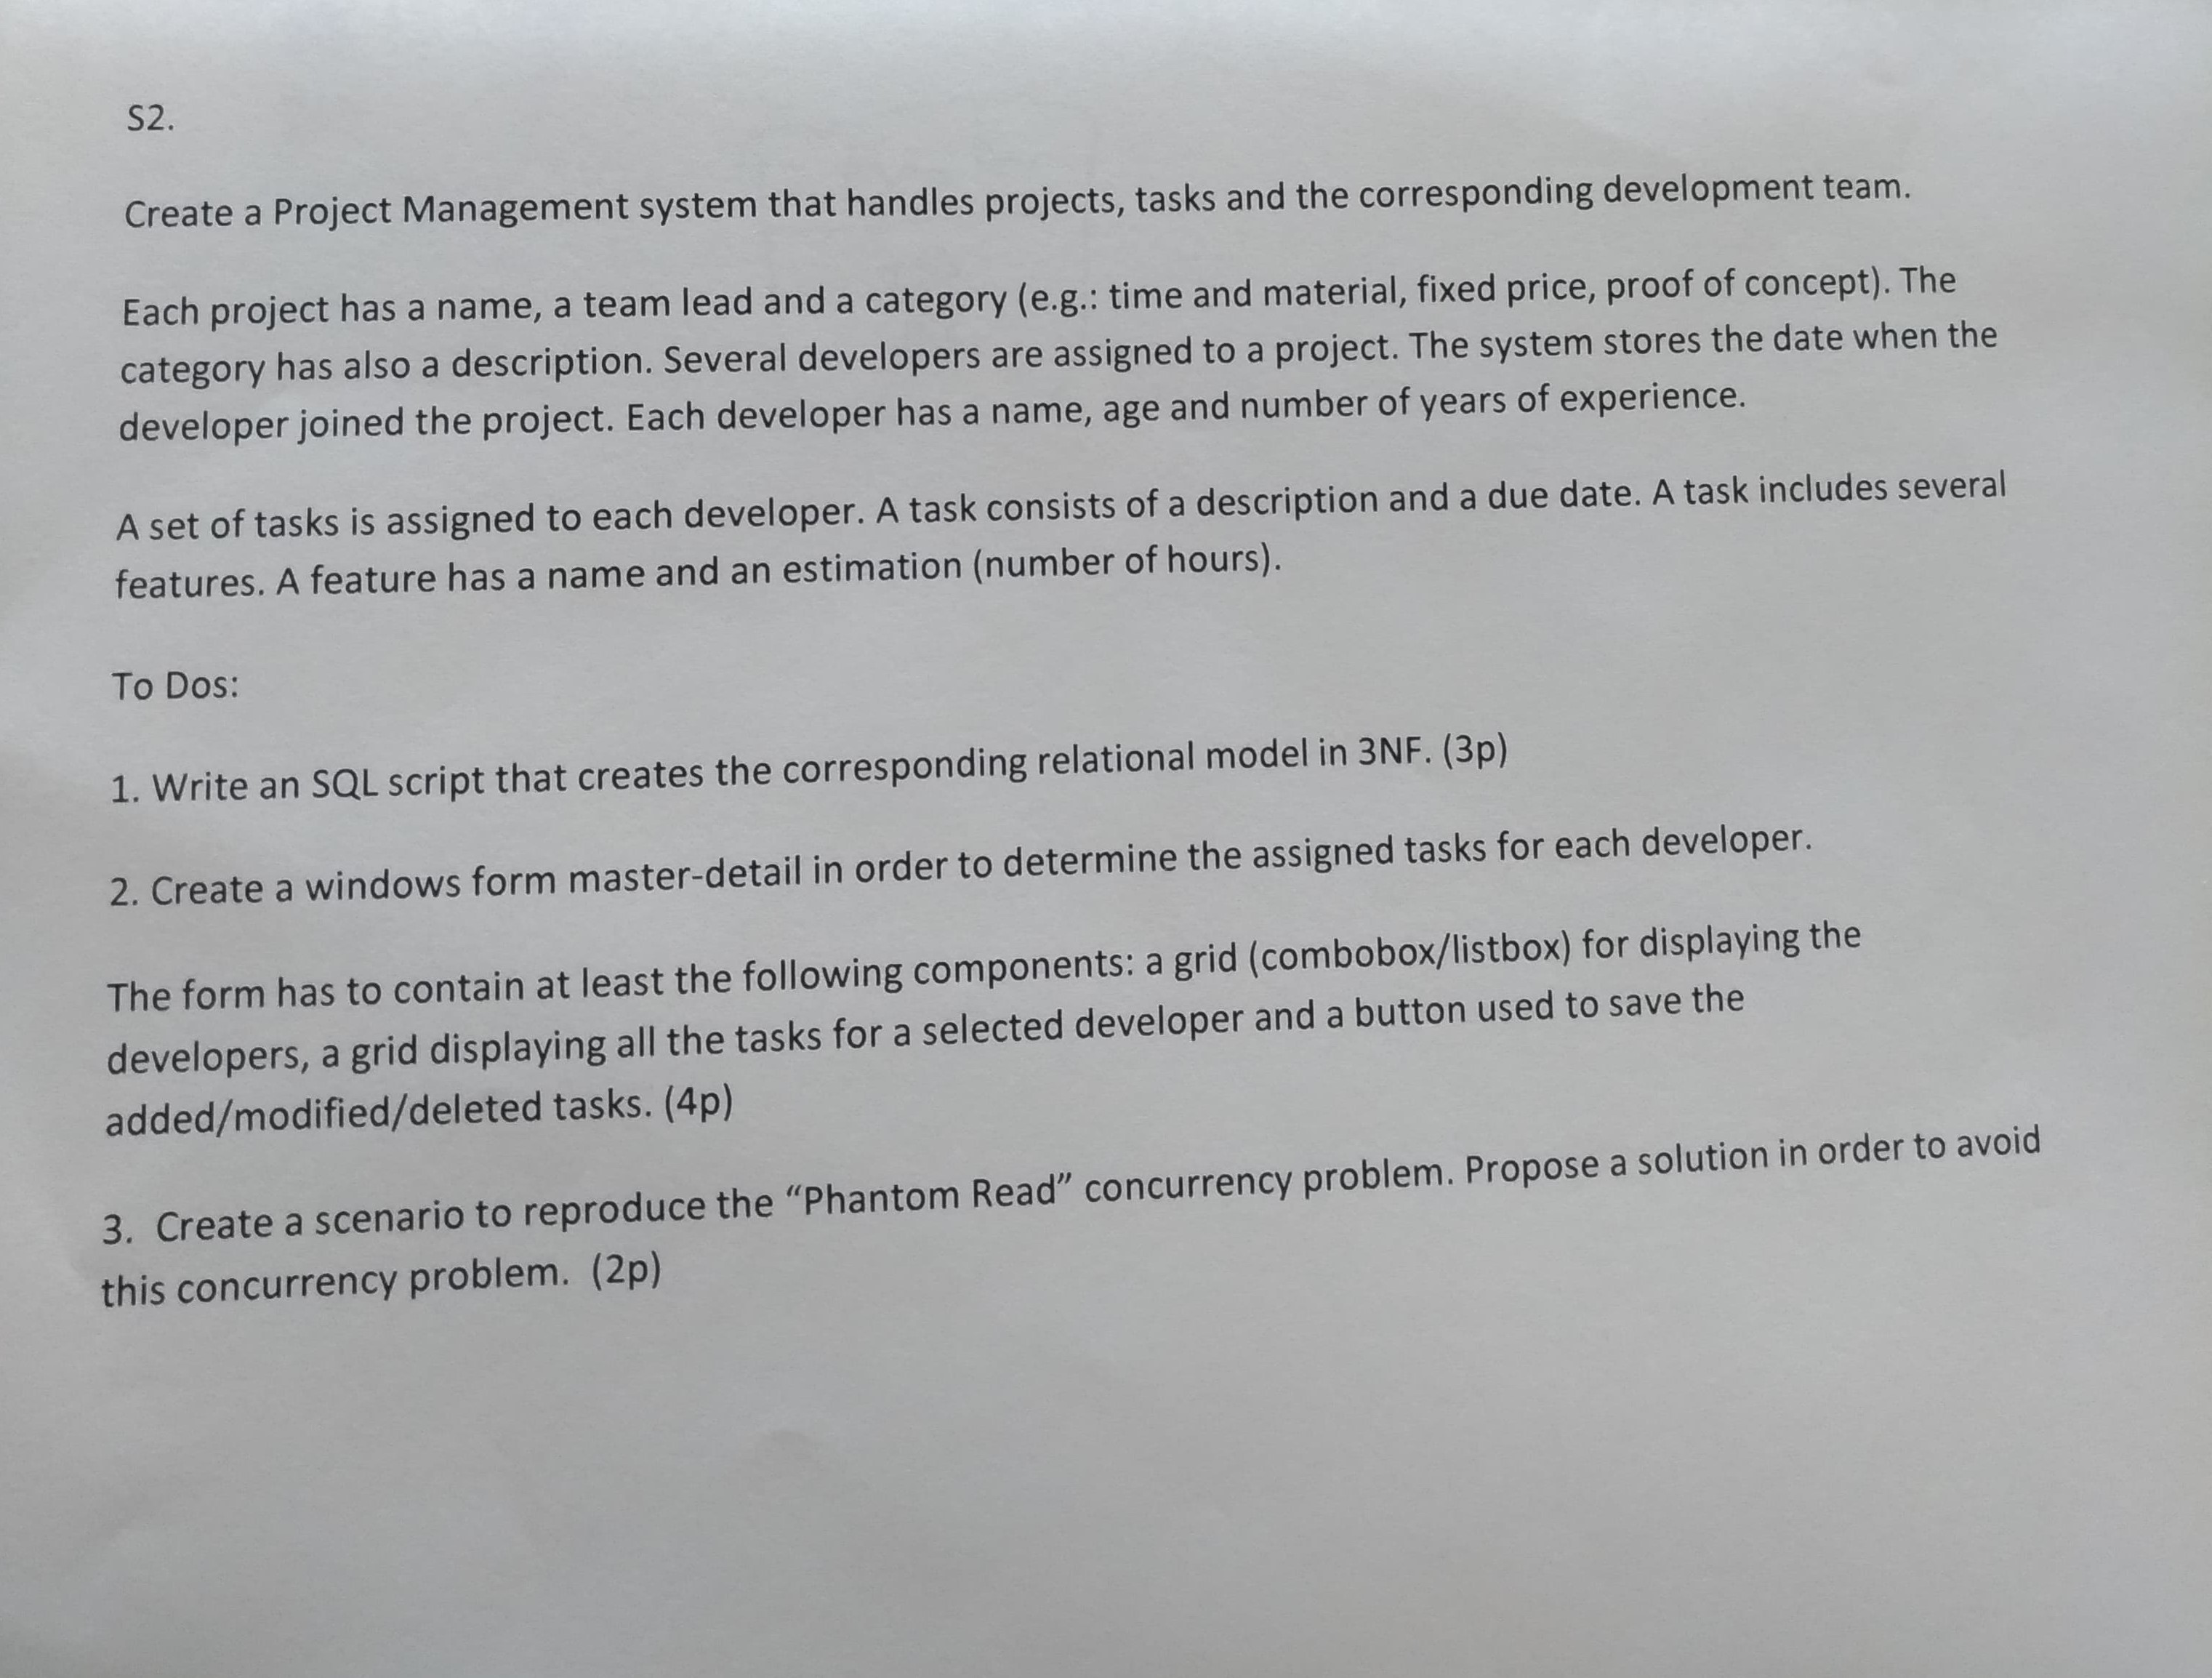 S2.
Create a Project Management system that handles projects, tasks and the corresponding development team.
Each project has a name, a team lead and a category (e.g.: time and material, fixed price, proof of concept). The
category has also a description. Several developers are assigned to a project. The system stores the date when the
developer joined the project. Each developer has a name, age and number of years of experience.
A set of tasks is assigned to each developer. A task consists of a description and a due date. A task includes several
features. A feature has a name and an estimation (number of hours).
To Dos:
1. Write an SQL script that creates the corresponding relational model in 3NF. (3p)
2. Create a windows form master-detail in order to determine the assigned tasks for each developer.
The form has to contain at least the following components: a grid (combobox/listbox) for displaying the
developers, a grid displaying all the tasks for a selected developer and a button used to save the
added/modified/deleted tasks. (4p)
3. Create a scenario to reproduce the “Phantom Read” concurrency problem. Propose a solution in order to avoid
this concurrency problem. (2p)